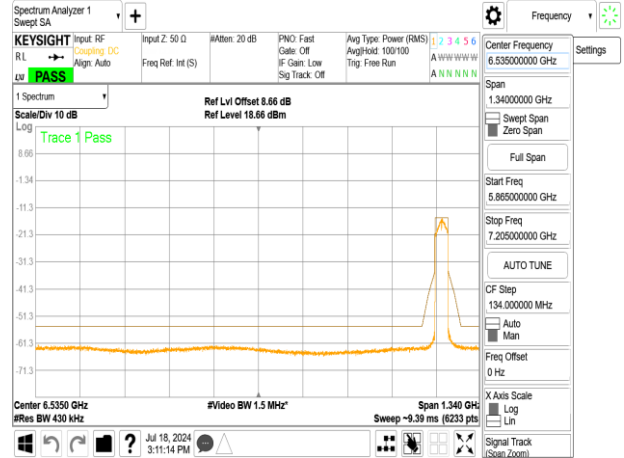 Spectrum Analyzer 1
Swept SA
+
Frequency
KEYSIGHT Input: RF Input Z: 50 Ω #Atten: 20 dB PNO: Fast Avg Type: Power (RMS) 1 2 3 4 5 6
Coupling: DC Gate: Off Avg|Hold: 100/100 A W W W W W
R L Align: Auto Freq Ref: Int (S) IF Gain: Low Trig: Free Run
Sig Track: Off A N N N N N
LXI PASS
Settings
1 Spectrum
Ref Lvl Offset 8.66 dB
Scale/Div 10 dB Ref Level 18.66 dBm
Log
Trace 1 Pass
8.66
-1.34
-11.3
-21.3
-31.3
-41.3
-51.3
-61.3
-71.3
Center 6.5350 GHz #Video BW 1.5 MHz* Span 1.340 GHz
#Res BW 430 kHz Sweep ~9.39 ms (6233 pts
Jul 18, 2024
3:11:14 PM
?
Center Frequency
6.535000000 GHz
Span
1.34000000 GHz
Swept Span
Zero Span
Full Span
Start Freq
5.865000000 GHz
Stop Freq
7.205000000 GHz
AUTO TUNE
CF Step
134.000000 MHz
Auto
Man
Freq Offset
0 Hz
X Axis Scale
Log
Lin
Signal Track
(Span Zoom)